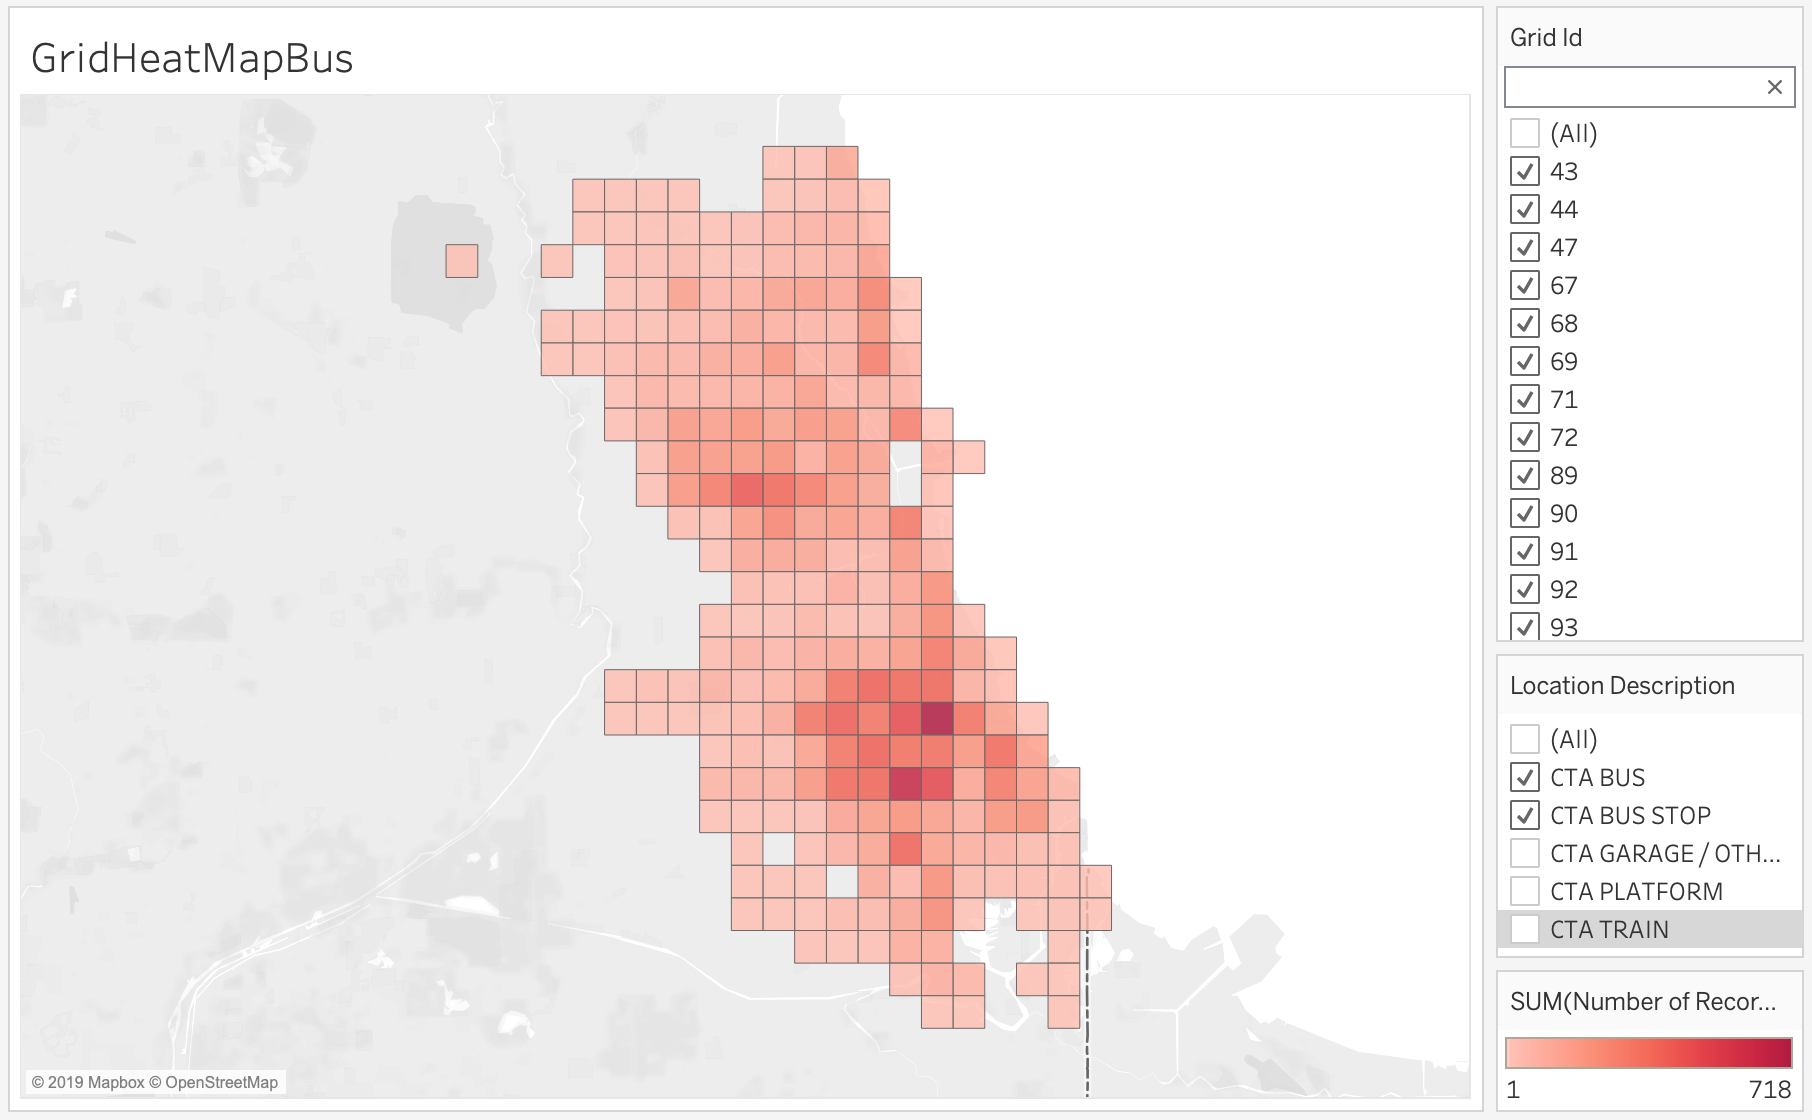 GridHeatMapBus
© 2019 Mapbox © OpenStreetMap
Grid Id
(All)
43
44
47
67
68
69
71
72
89
90
91
92
93
Location Description
(All)
CTA BUS
CTA BUS STOP
CTA GARAGE / OTH...
CTA PLATFORM
CTA TRAIN
SUM(Number of Recor...
1 718